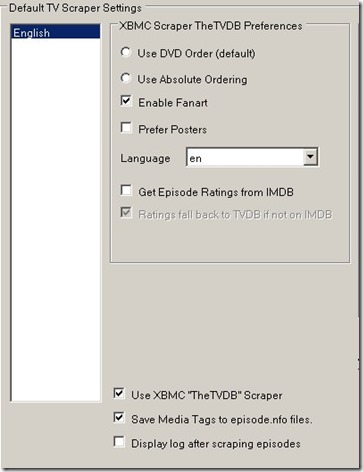 Default TV Scraper Settings
English
XBMC Scraper TheTVDB Preferences
Use DVD Order (default)
Use Absolute Ordering
Enable Fanart
Prefer Posters
Language
en
Get Episode Ratings from IMDB
Ratings fall back to TVDB if not on IMDB
Use XBMC "TheTVDB" Scraper
Save Media Tags to episode.nfo files.
Display log after scraping episodes